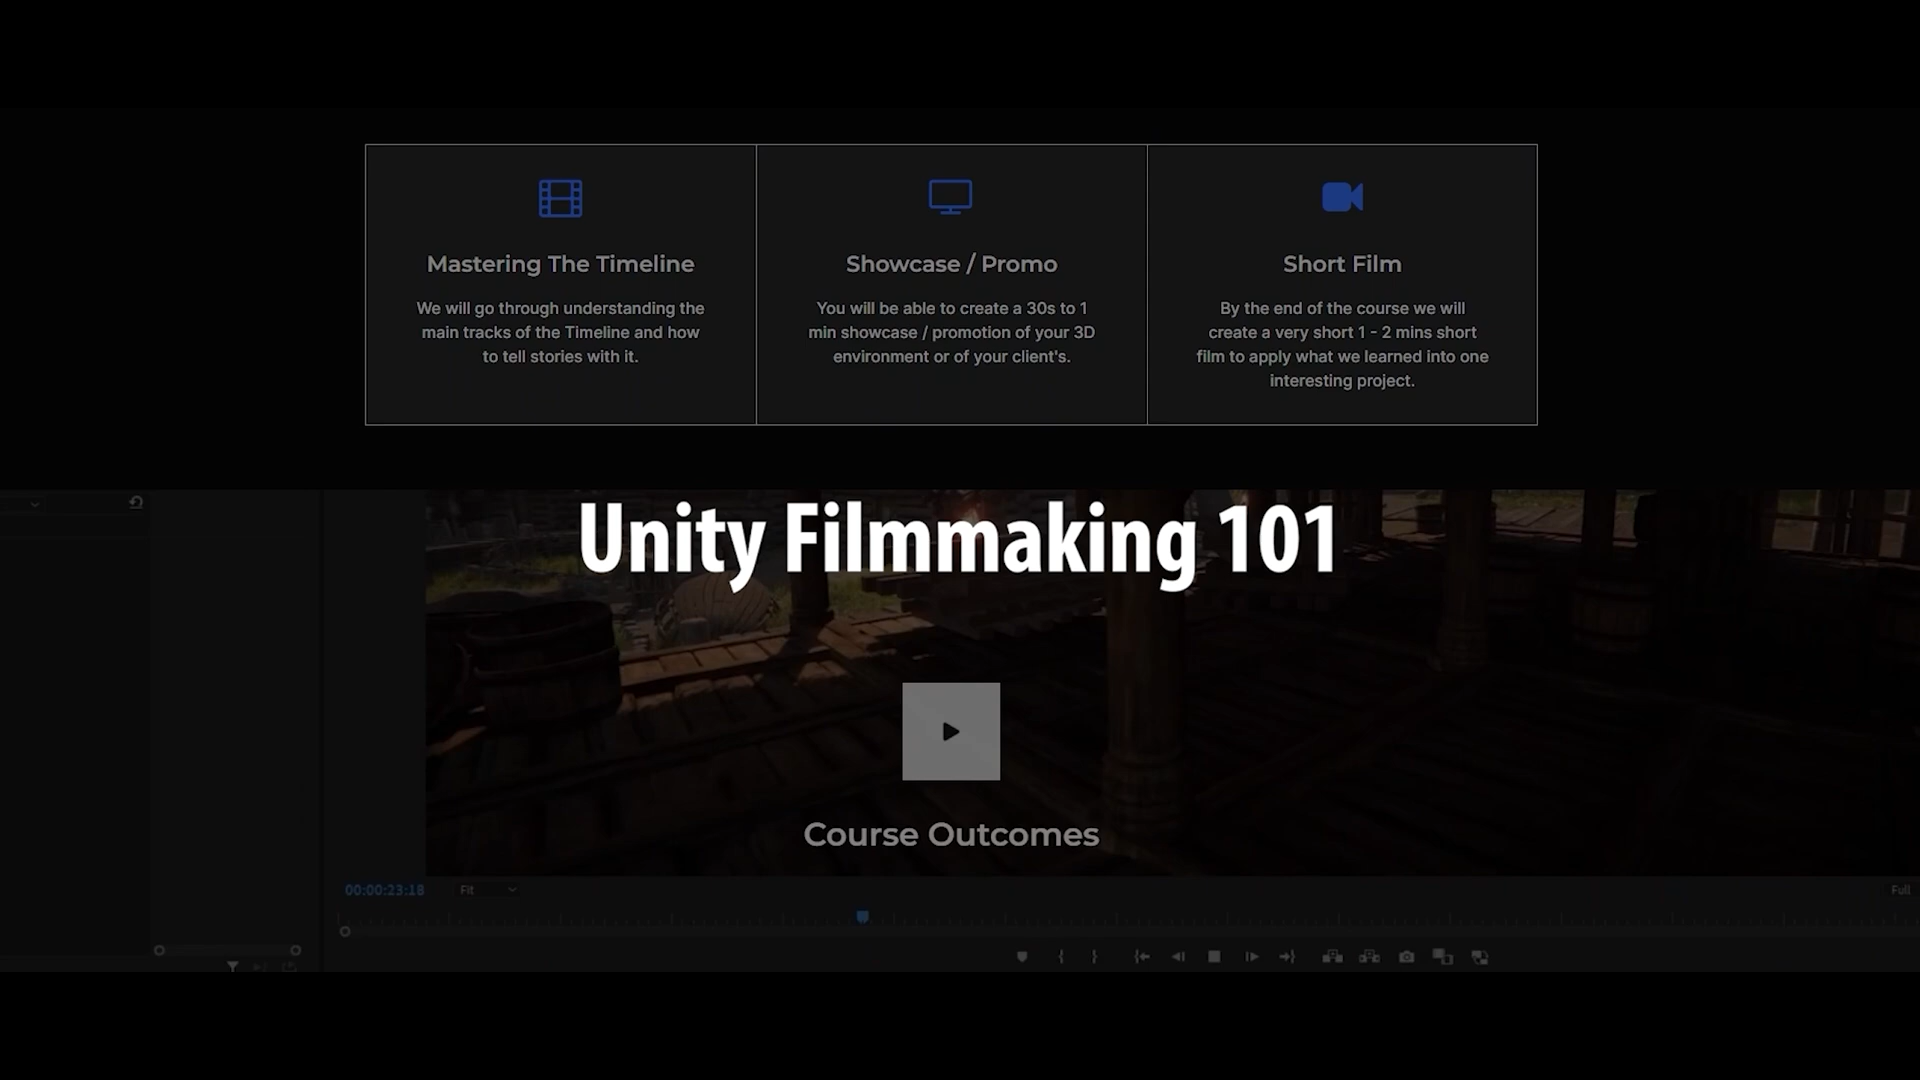 Mastering The Timeline
We will go through understanding the
main tracks of the Timeline and how
to tell stories with it.
Showcase / Promo
You will be able to create a 30s to 1
min showcase / promotion of your 3D
environment or of your client's.
Short Film
By the end of the course we will
create a very short 1 - 2 mins short
film to apply what we learned into one
interesting project.
Unity Filmmaking 101
Course Outcomes
00:00:23:18
Fit
Full